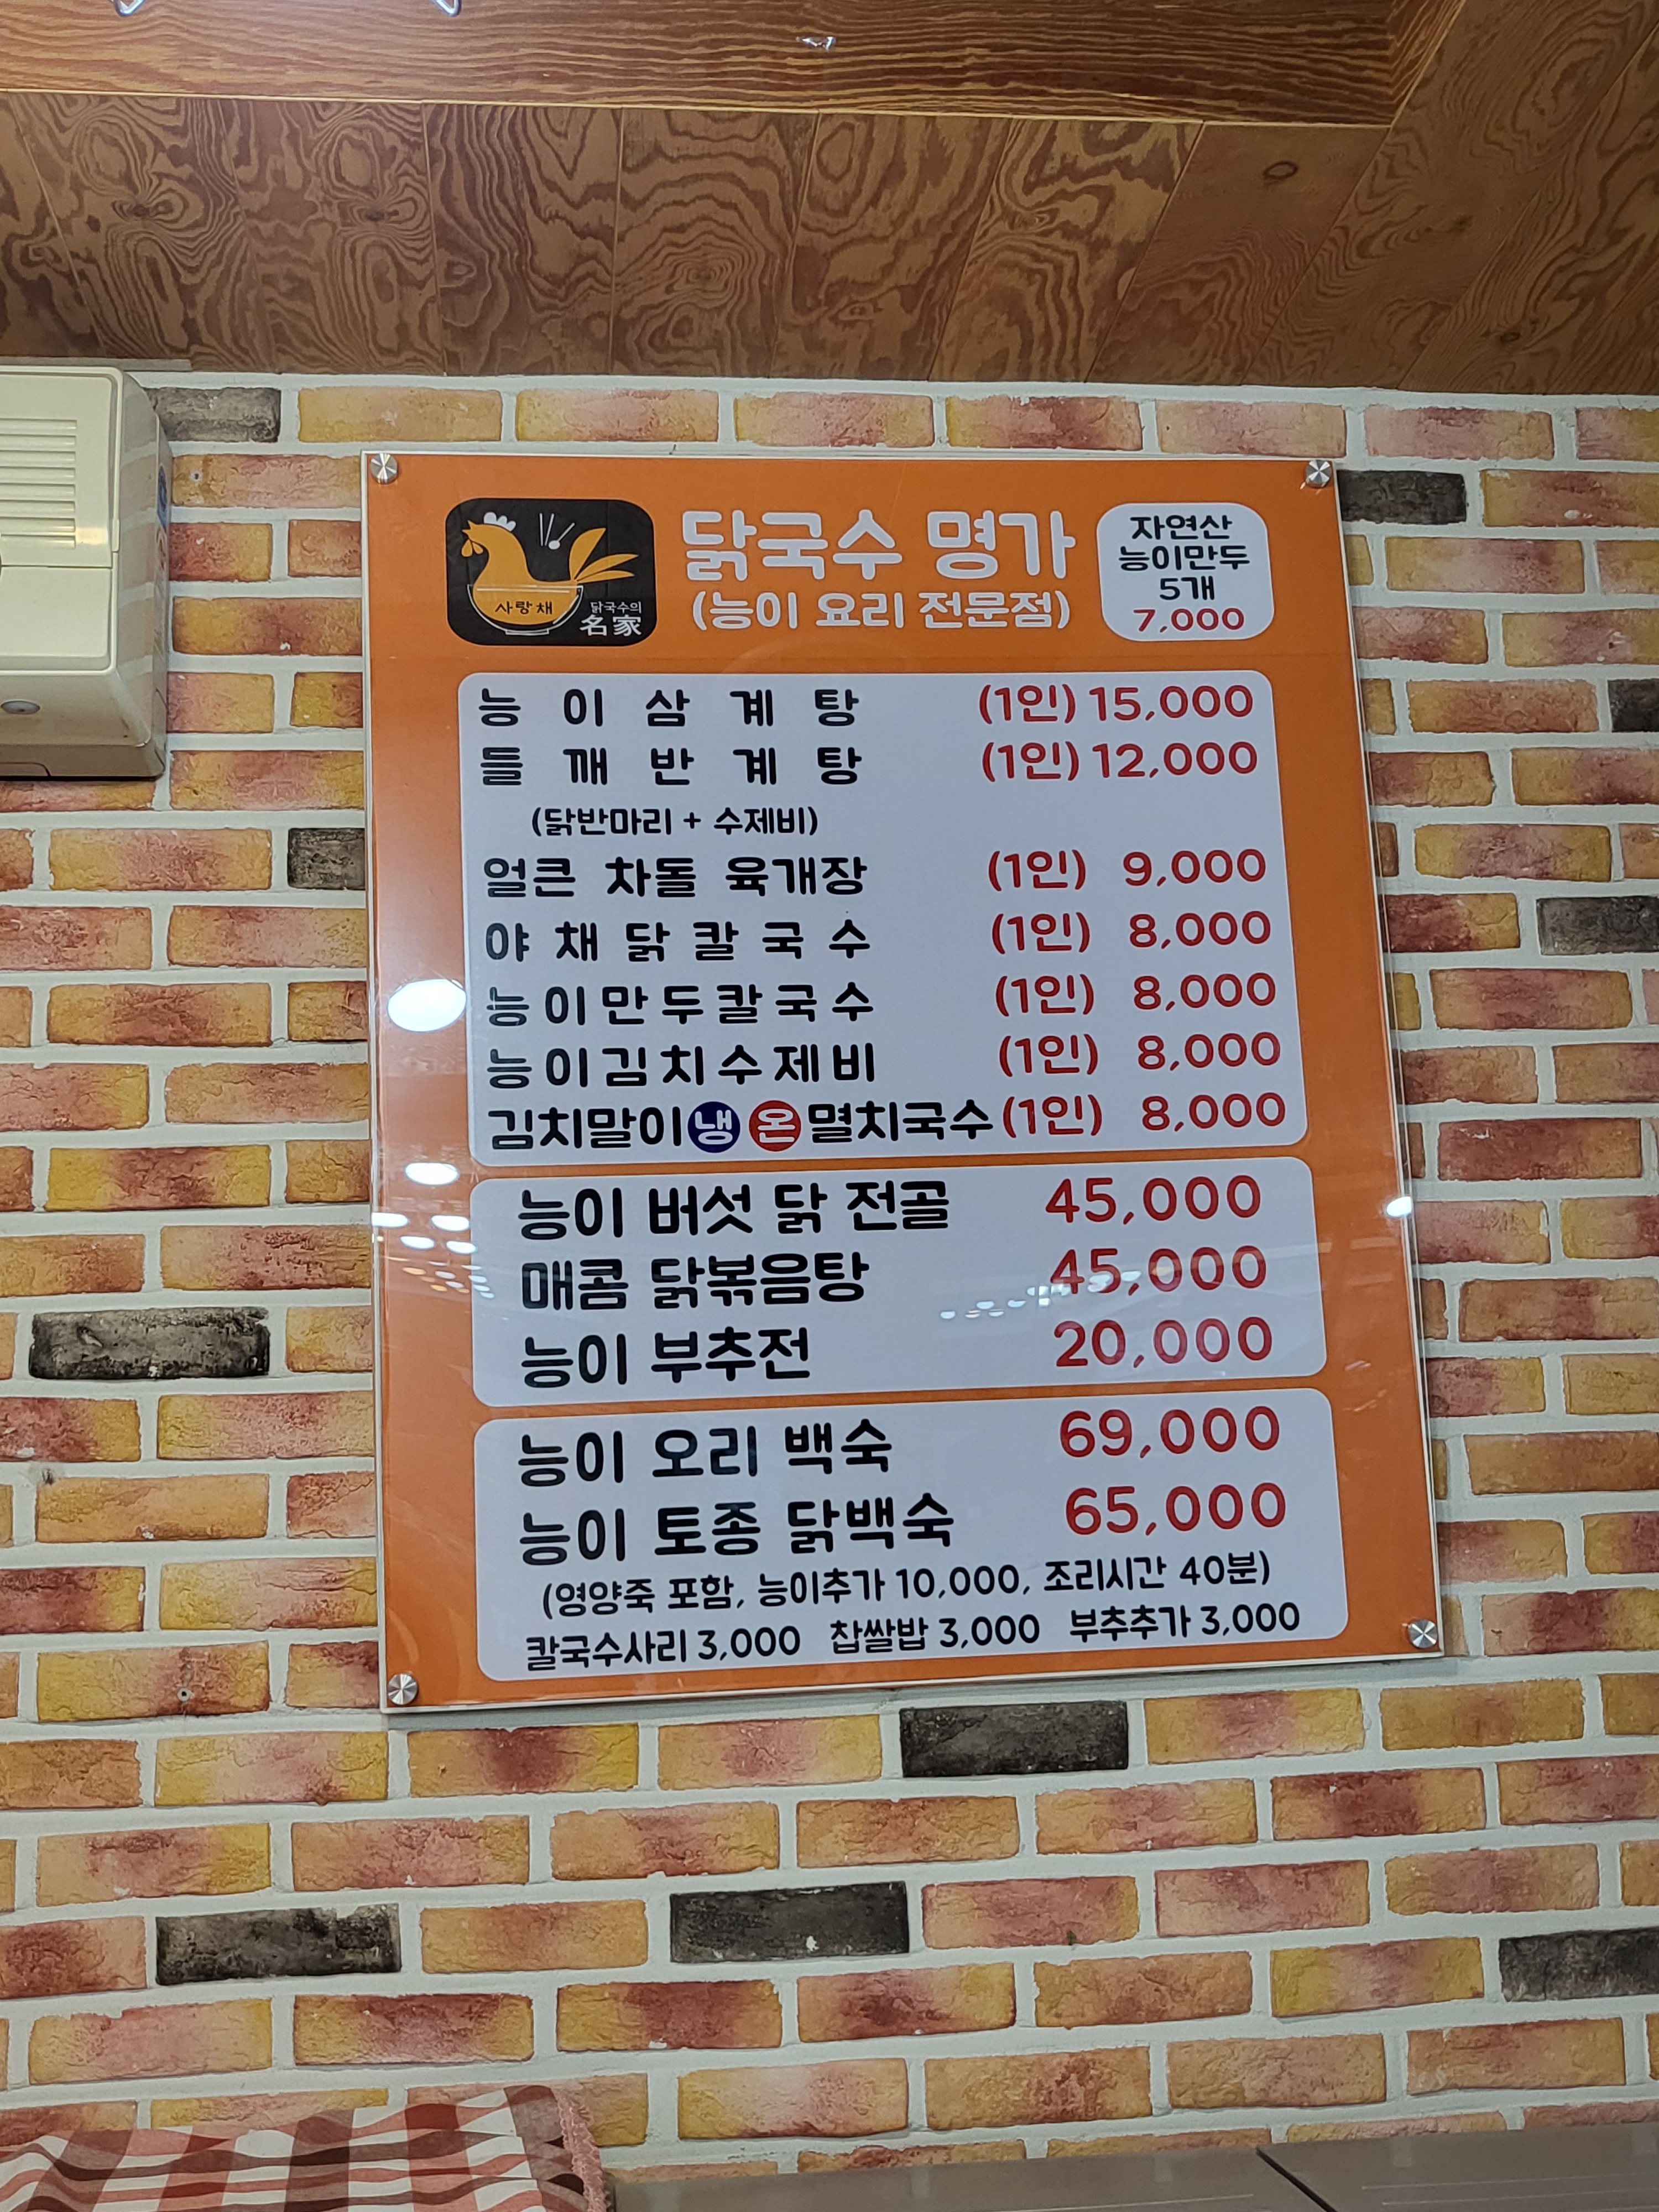 사랑채
닭국수의
名家
닭국수 명가
(능이 요리 전문점)
자연산
능이만두
5개
7,000
능이삼계탕 (1인) 15,000
들깨반계탕 (1인) 12,000
(닭반마리 + 수제비)
얼큰 차돌 육개장 (1인) 9,000
야채닭칼국수 (1인) 8,000
능이만두칼국수 (1인) 8,000
능이김치수제비 (1인) 8,000
김치말이 냉 온 멸치국수 (1인) 8,000
능이 버섯 닭 전골 45,000
매콤 닭볶음탕 45,000
능이 부추전 20,000
능이 오리 백숙 69,000
능이 토종 닭백숙 65,000
(영양죽 포함, 능이추가 10,000, 조리시간 40분)
칼국수사리 3,000 찹쌀밥 3,000 부추추가 3,000